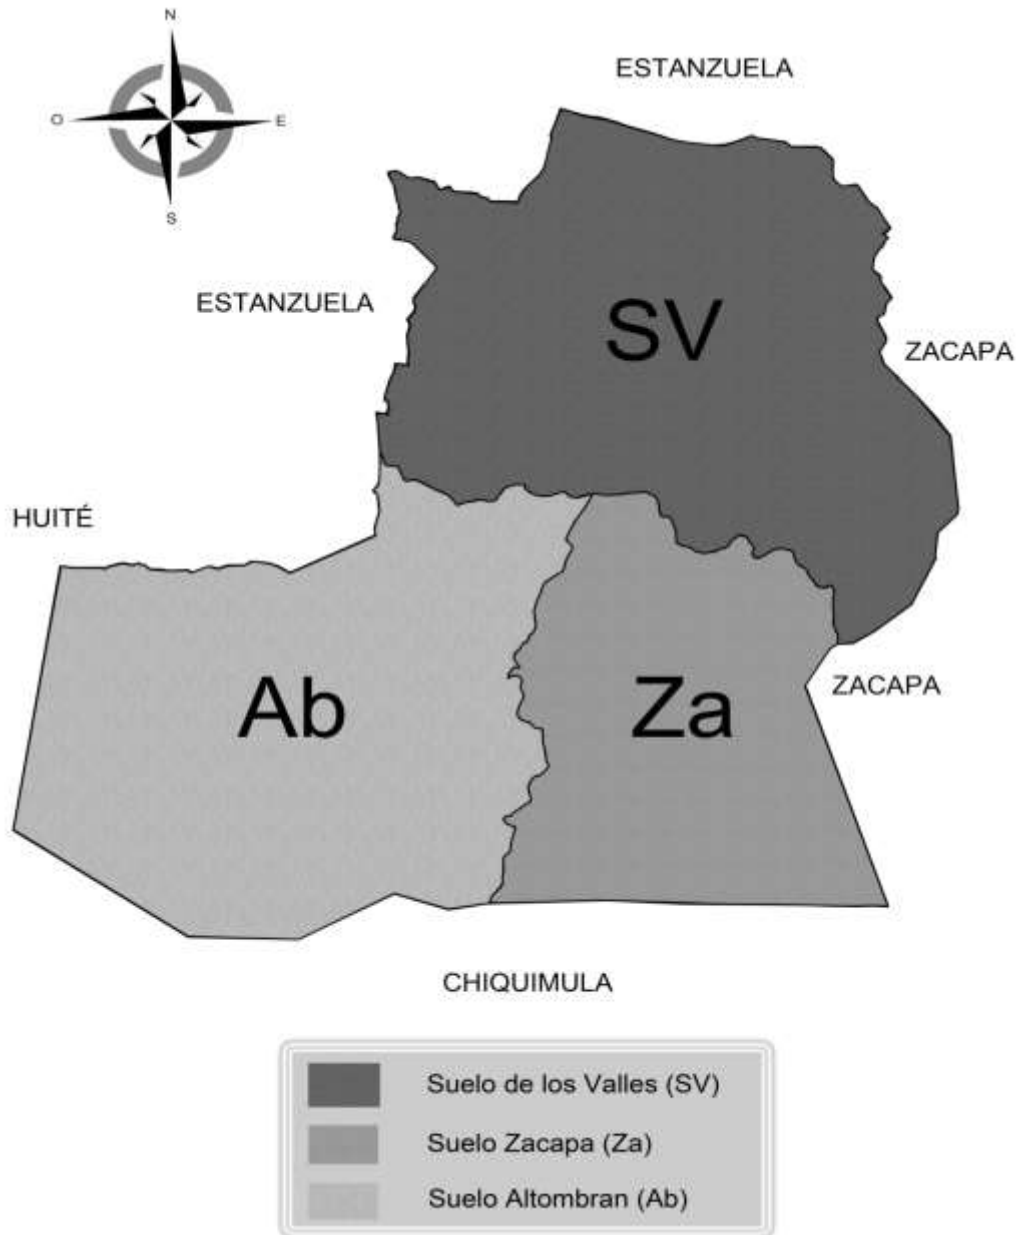 N
O
E
S
ESTANZUELA
ESTANZUELA
SV
ZACAPA
HUITÉ
Ab
Za
ZACAPA
CHIQUIMULA
Suelo de los Valles (SV)
Suelo Zacapa (Za)
Suelo Altombran (Ab)